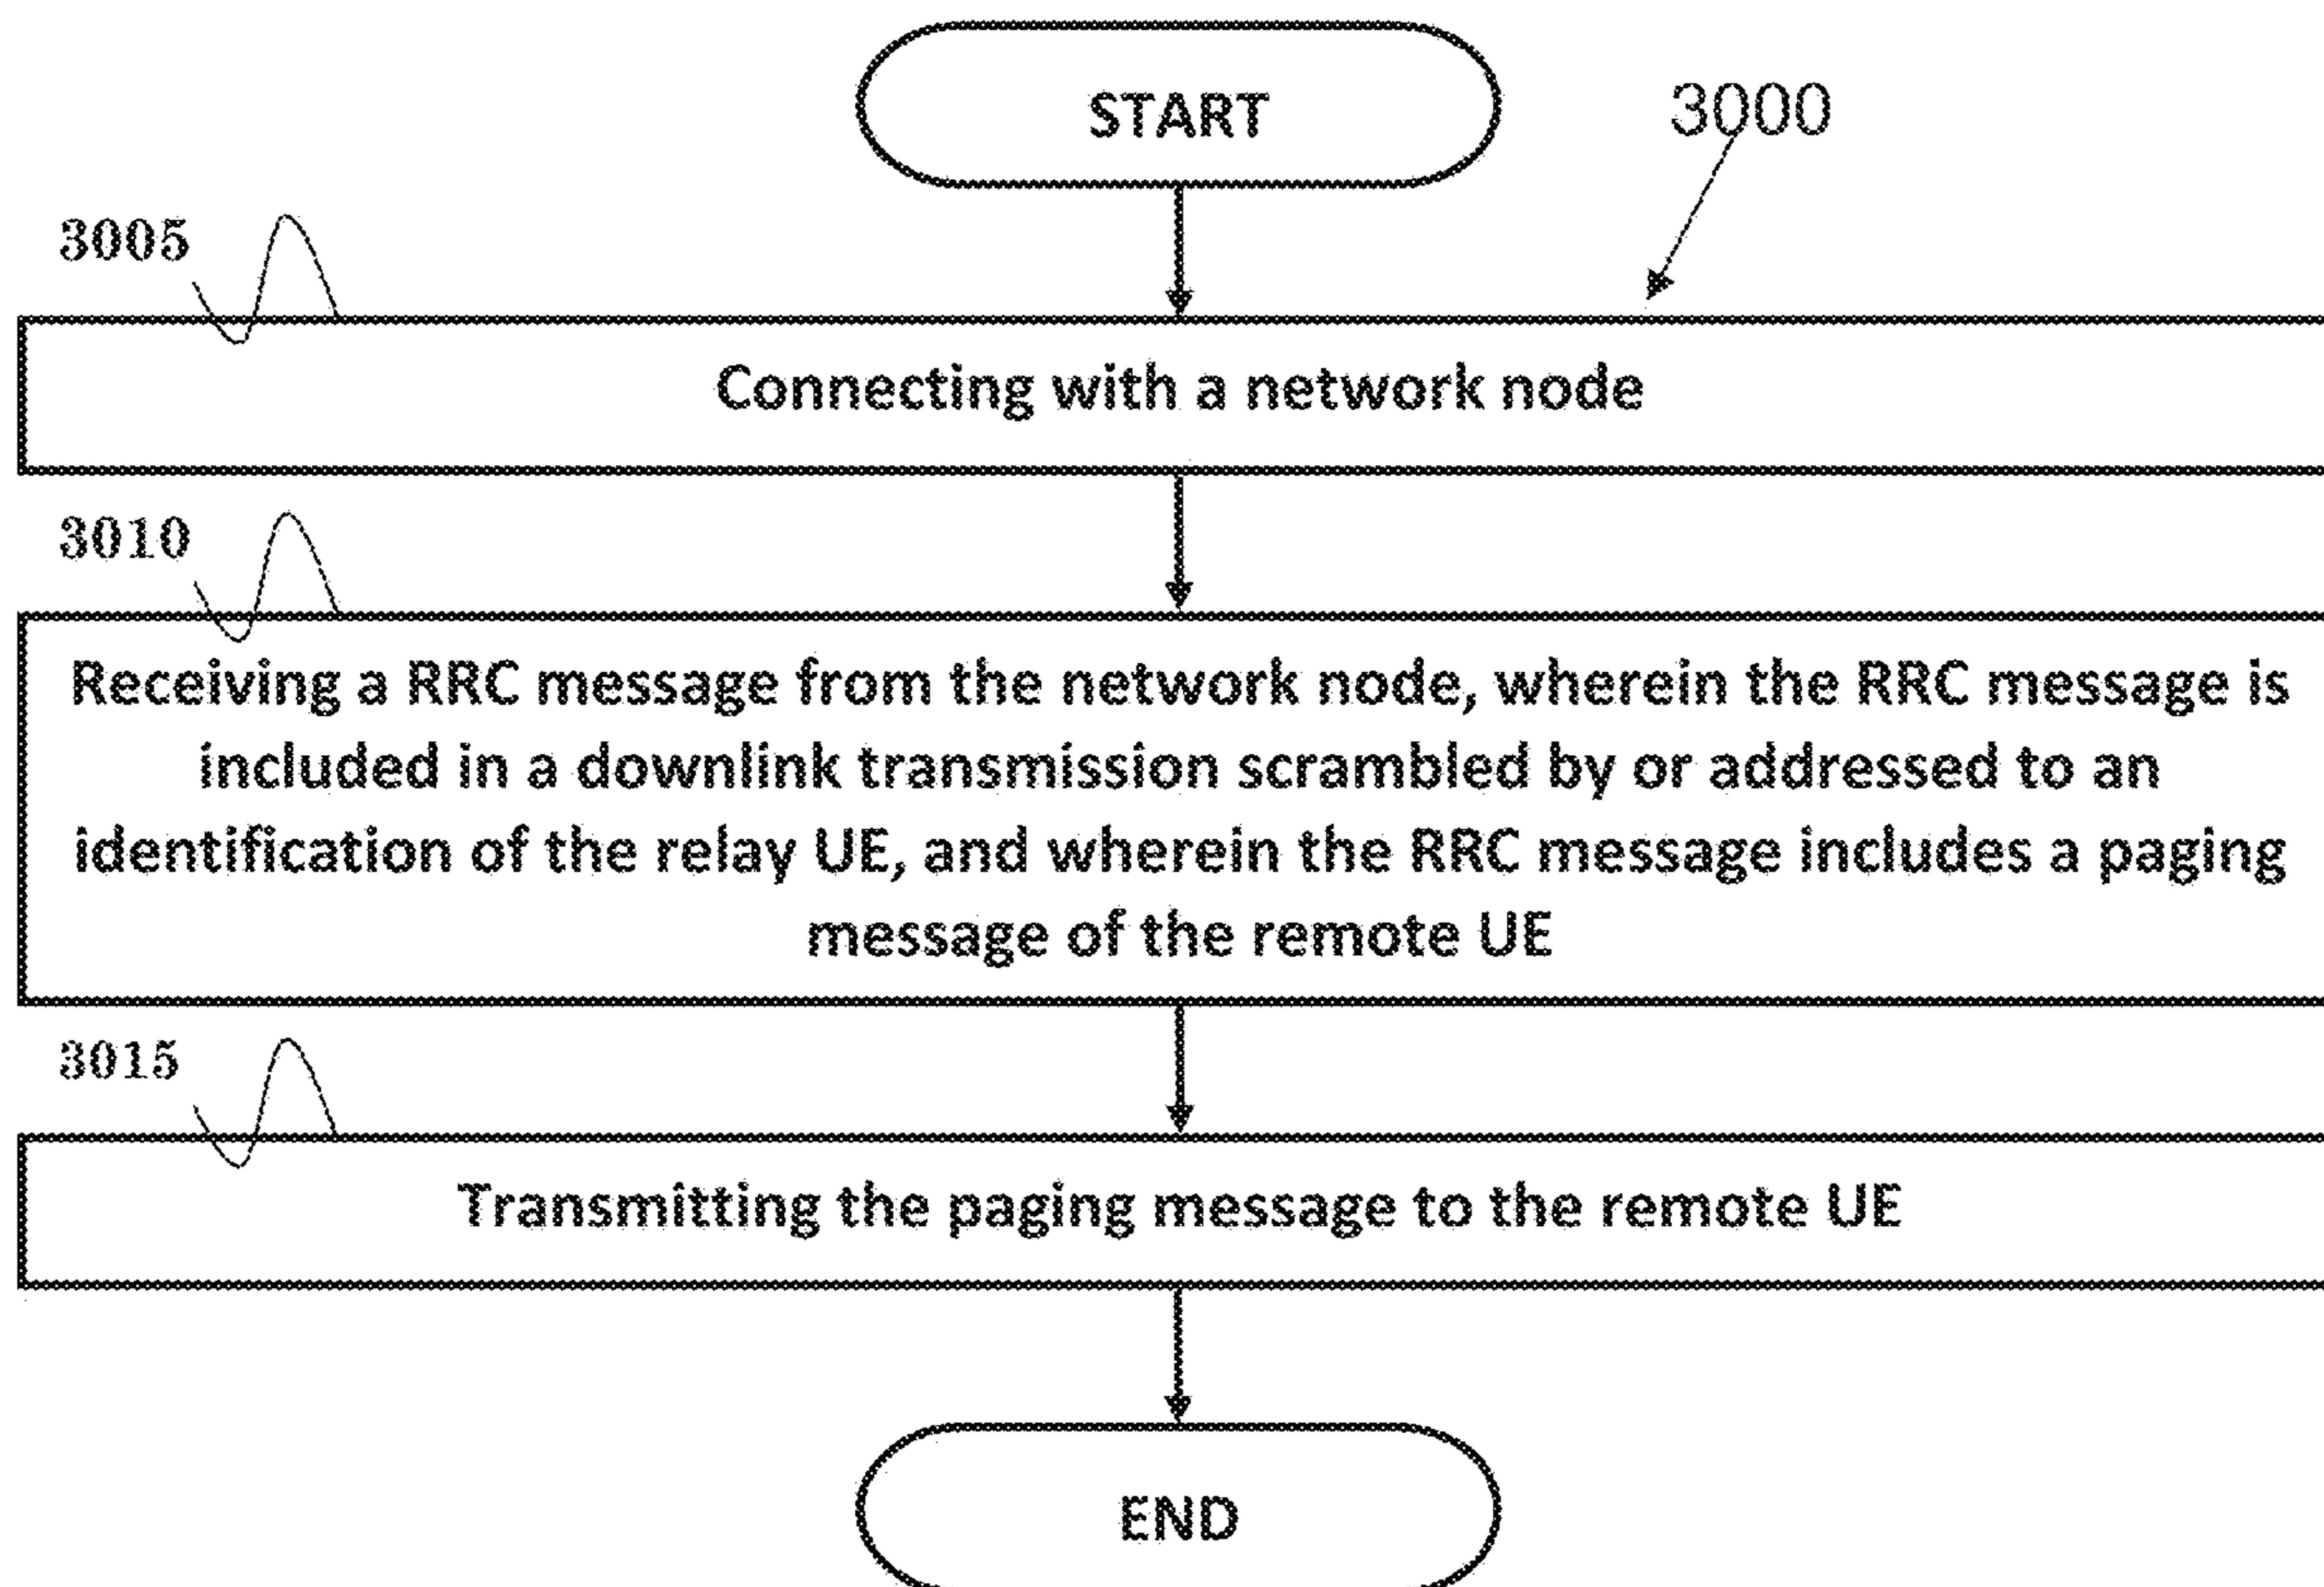 START
3000
3005
Connecting with a network node
3010
Receiving a RRC message from the network node, wherein the RRC message is
included in a downlink transmission scrambled by or addressed to an
identification of the relay UE, and wherein the RRC message includes a paging
message of the remote UE
3015
Transmitting the paging message to the remote UE
END